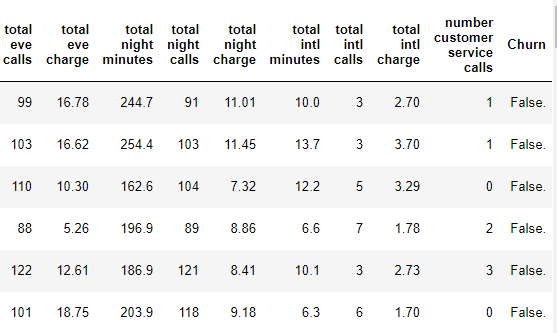 total eve calls total eve charge total night minutes total night calls total night charge total intl minutes total intl calls total intl charge number customer service calls Churn
99 16.78 244.7 91 11.01 10.0 3 2.70 1 False.
103 16.62 254.4 103 11.45 13.7 3 3.70 1 False.
110 10.30 162.6 104 7.32 12.2 5 3.29 0 False.
88 5.26 196.9 89 8.86 6.6 7 1.78 2 False.
122 12.61 186.9 121 8.41 10.1 3 2.73 3 False.
101 18.75 203.9 118 9.18 6.3 6 1.70 0 False.